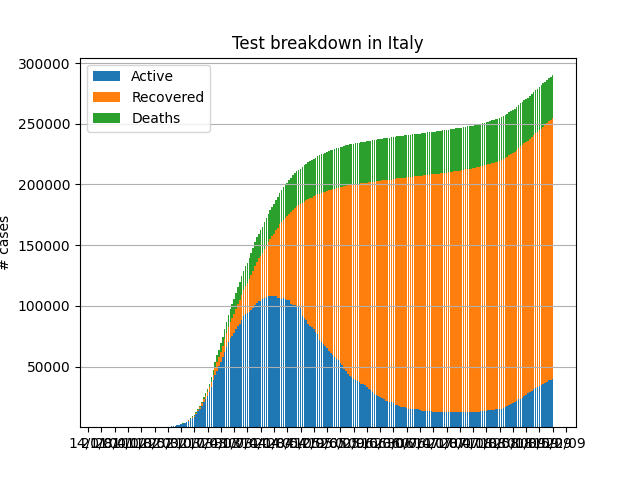 Test breakdown in Italy
Active
Recovered
Deaths
300000
250000
200000
150000
100000
50000
# cases